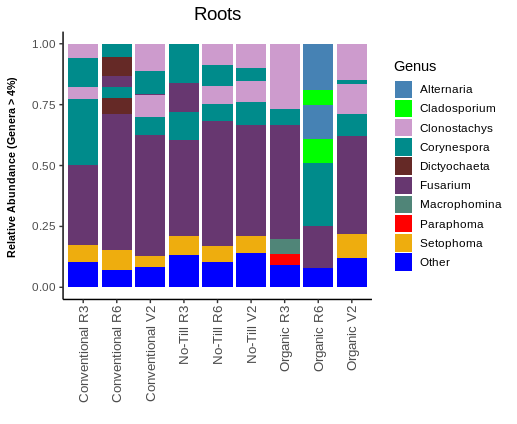 Roots
Relative Abundance (Genera > 4%)
1.00
0.75
0.50
0.25
0.00
Conventional R3
Conventional R6
Conventional V2
No-Till R3
No-Till R6
No-Till V2
Organic R3
Organic R6
Organic V2
Genus
Alternaria
Cladosporium
Clonostachys
Corynespora
Dictyochaeta
Fusarium
Macrophomina
Paraphoma
Setophoma
Other